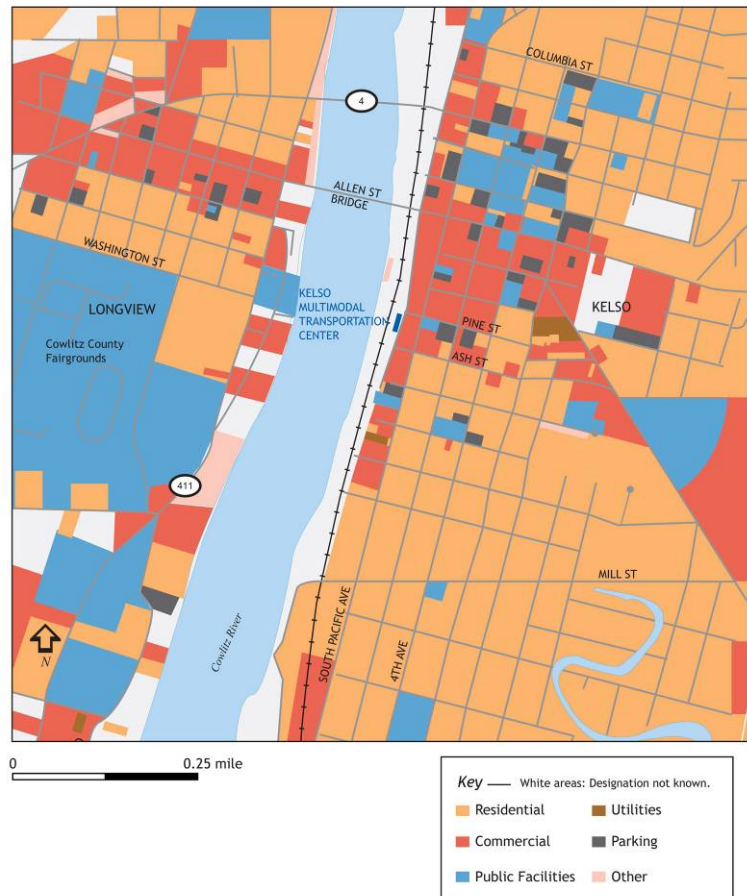 COLUMBIA ST
4
ALLEN ST
BRIDGE
WASHINGTON ST
LONGVIEW
Cowlitz County
Fairgrounds
KELSO
MULTIMODAL
TRANSPORTATION
CENTER
KELSO
PINE ST
ASH ST
411
MILL ST
N
Cowlitz River
SOUTH PACIFIC AVE
4TH AVE
0 0.25 mile
Key — White areas: Designation not known.
Residential
Utilities
Commercial
Parking
Public Facilities
Other